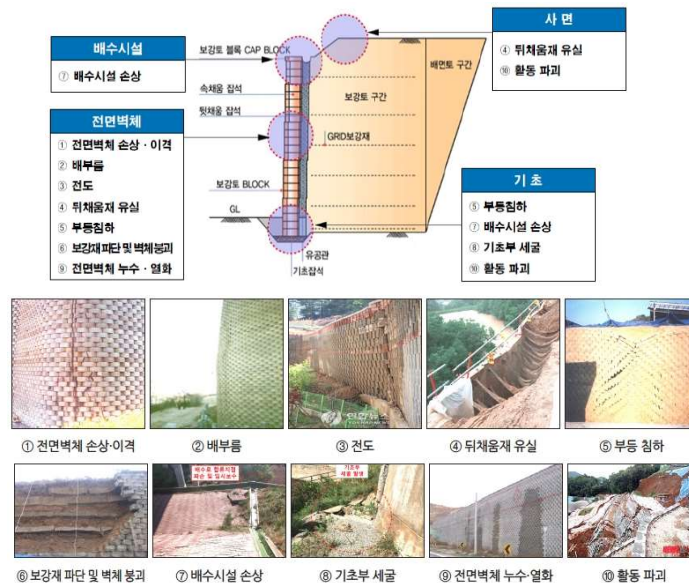 사 면
④ 뒤채움재 유실
⑩ 활동 파괴
배수시설
⑦ 배수시설 손상
전면벽체
① 전면벽체 손상 · 이격
② 배부름
③ 전도
④ 뒤채움재 유실
⑤ 부등침하
⑥ 보강재 파단 및 벽체 붕괴
⑨ 전면벽체 누수 · 열화
보강토 블록 CAP BLOCK
속채움 잡석
뒷채움 잡석
보강토 BLOCK
GL
보강토 구간
배면토 구간
GRID보강재
유공관
기초잡석
기 초
⑤ 부등침하
⑦ 배수시설 손상
⑧ 기초부 세굴
⑩ 활동 파괴
① 전면벽체 손상·이격
② 배부름
③ 전도
④ 뒤채움재 유실
⑤ 부등 침하
기초부
⑥ 보강재 파단 및 벽체 붕괴
⑦ 배수시설 손상
⑧ 기초부 세굴
⑨ 전면벽체 누수·열화
⑩ 활동 파괴